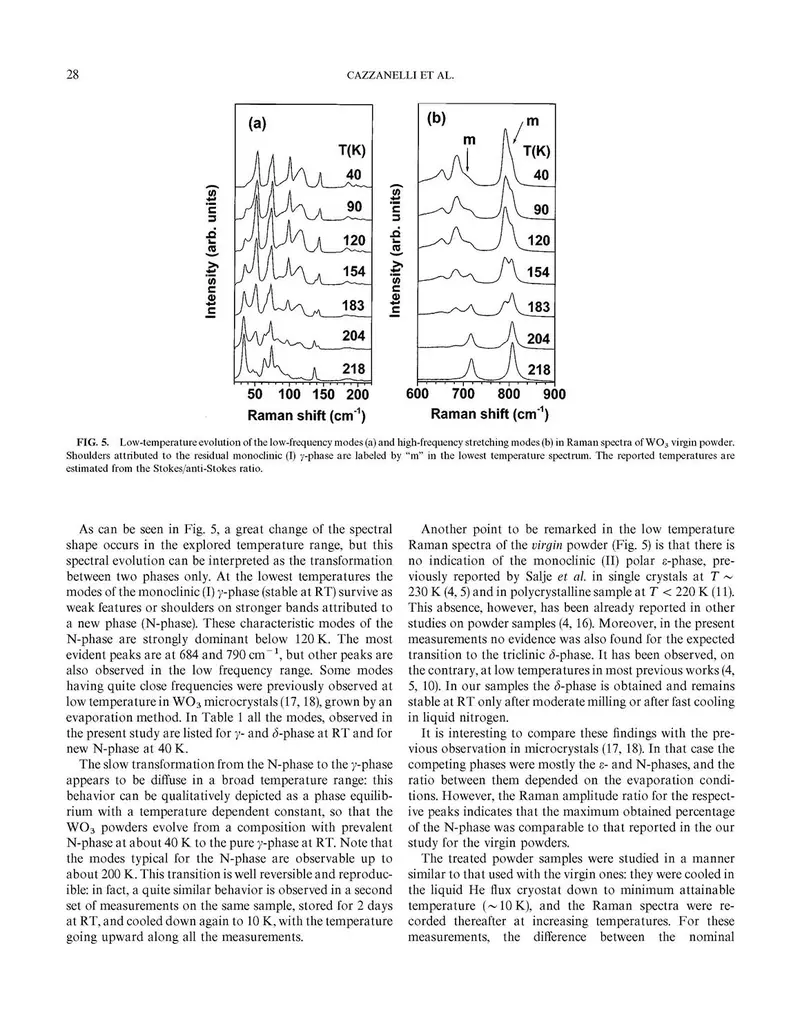 28
CAZZANELLI ET AL.
(a)
T(K)
40
90
120
154
183
204
218
50 100 150 200
Raman shift (cm-1)
Intensity (arb. units)
(b)
m
m
T(K)
40
90
120
154
183
204
218
600 700 800 900
Raman shift (cm-1)
Intensity (arb. units)
FIG. 5. Low-temperature evolution of the low-frequency modes (a) and high-frequency stretching modes (b) in Raman spectra of WO3 virgin powder.
Shoulders attributed to the residual monoclinic (I) γ-phase are labeled by “m” in the lowest temperature spectrum. The reported temperatures are
estimated from the Stokes/anti-Stokes ratio.
As can be seen in Fig. 5, a great change of the spectral
shape occurs in the explored temperature range, but this
spectral evolution can be interpreted as the transformation
between two phases only. At the lowest temperatures the
modes of the monoclinic (I) γ-phase (stable at RT) survive as
weak features or shoulders on stronger bands attributed to
a new phase (N-phase). These characteristic modes of the
N-phase are strongly dominant below 120 K. The most
evident peaks are at 684 and 790 cm−1, but other peaks are
also observed in the low frequency range. Some modes
having quite close frequencies were previously observed at
low temperature in WO3 microcrystals (17, 18), grown by an
evaporation method. In Table 1 all the modes, observed in
the present study are listed for γ- and δ-phase at RT and for
new N-phase at 40 K.
The slow transformation from the N-phase to the γ-phase
appears to be diffuse in a broad temperature range: this
behavior can be qualitatively depicted as a phase equilib-
rium with a temperature dependent constant, so that the
WO3 powders evolve from a composition with prevalent
N-phase at about 40 K to the pure γ-phase at RT. Note that
the modes typical for the N-phase are observable up to
about 200 K. This transition is well reversible and reproduc-
ible: in fact, a quite similar behavior is observed in a second
set of measurements on the same sample, stored for 2 days
at RT, and cooled down again to 10 K, with the temperature
going upward along all the measurements.
Another point to be remarked in the low temperature
Raman spectra of the virgin powder (Fig. 5) is that there is
no indication of the monoclinic (II) polar ε-phase, pre-
viously reported by Salje et al. in single crystals at T ∼
230 K (4, 5) and in polycrystalline sample at T < 220 K (11).
This absence, however, has been already reported in other
studies on powder samples (4, 16). Moreover, in the present
measurements no evidence was also found for the expected
transition to the triclinic δ-phase. It has been observed, on
the contrary, at low temperatures in most previous works (4,
5, 10). In our samples the δ-phase is obtained and remains
stable at RT only after moderate milling or after fast cooling
in liquid nitrogen.
It is interesting to compare these findings with the pre-
vious observation in microcrystals (17, 18). In that case the
competing phases were mostly the ε- and N-phases, and the
ratio between them depended on the evaporation condi-
tions. However, the Raman amplitude ratio for the respect-
ive peaks indicates that the maximum obtained percentage
of the N-phase was comparable to that reported in the our
study for the virgin powders.
The treated powder samples were studied in a manner
similar to that used with the virgin ones: they were cooled in
the liquid He flux cryostat down to minimum attainable
temperature (∼10 K), and the Raman spectra were re-
corded thereafter at increasing temperatures. For these
measurements, the difference between the nominal